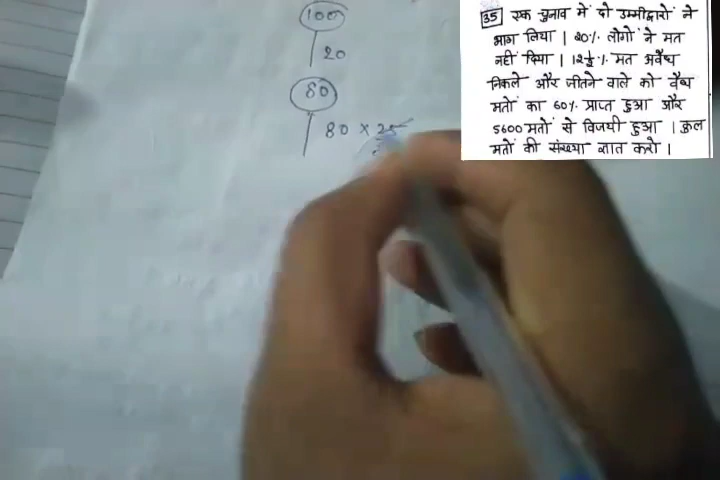 100
20
80
80 × 25
35 एक चुनाव में दो उम्मीद्वारों ने
भाग लिया | 20% लोगों ने मत
नहीं दिया | 12½% मत अवैध
निकले और जीतने वाले को वैध
मतों का 60% प्राप्त हुआ और
5600 मतों से विजयी हुआ | कुल
मतों की संख्या ज्ञात करो |